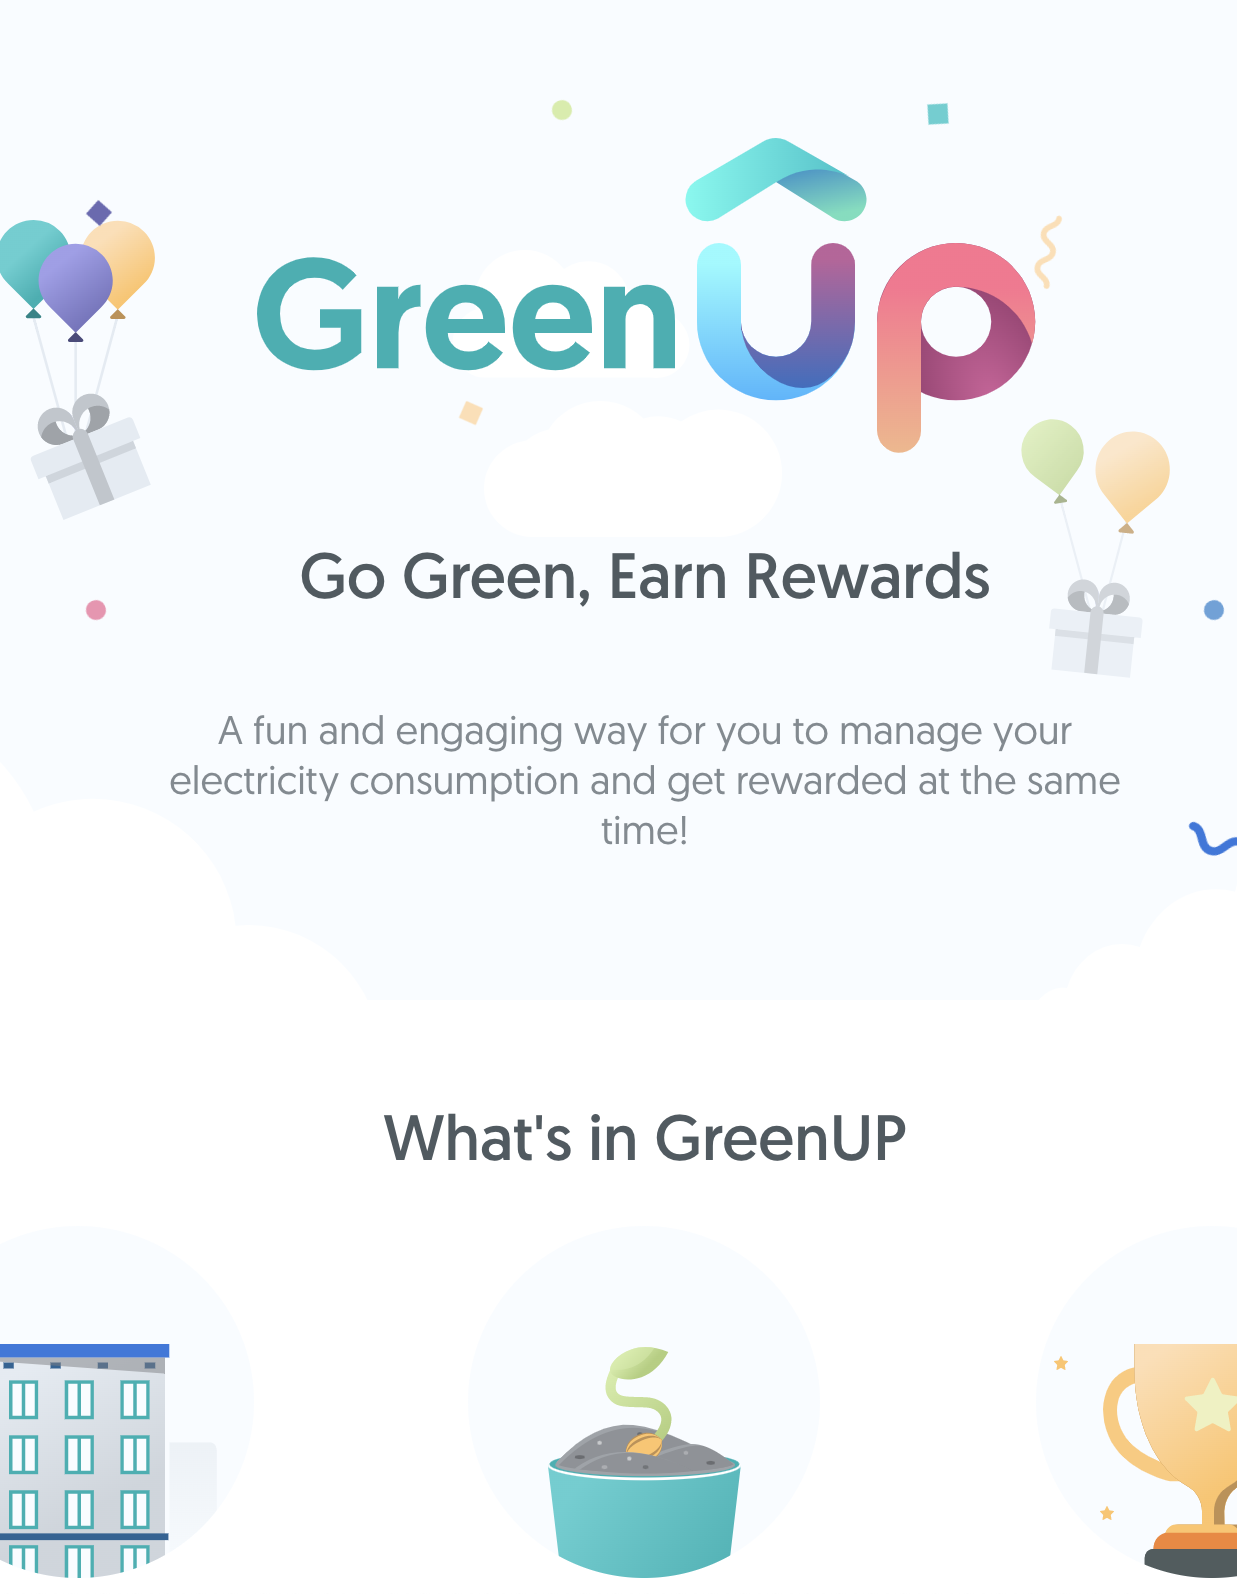 GreenUp
Go Green, Earn Rewards
A fun and engaging way for you to manage your
electricity consumption and get rewarded at the same
time!
What's in GreenUP